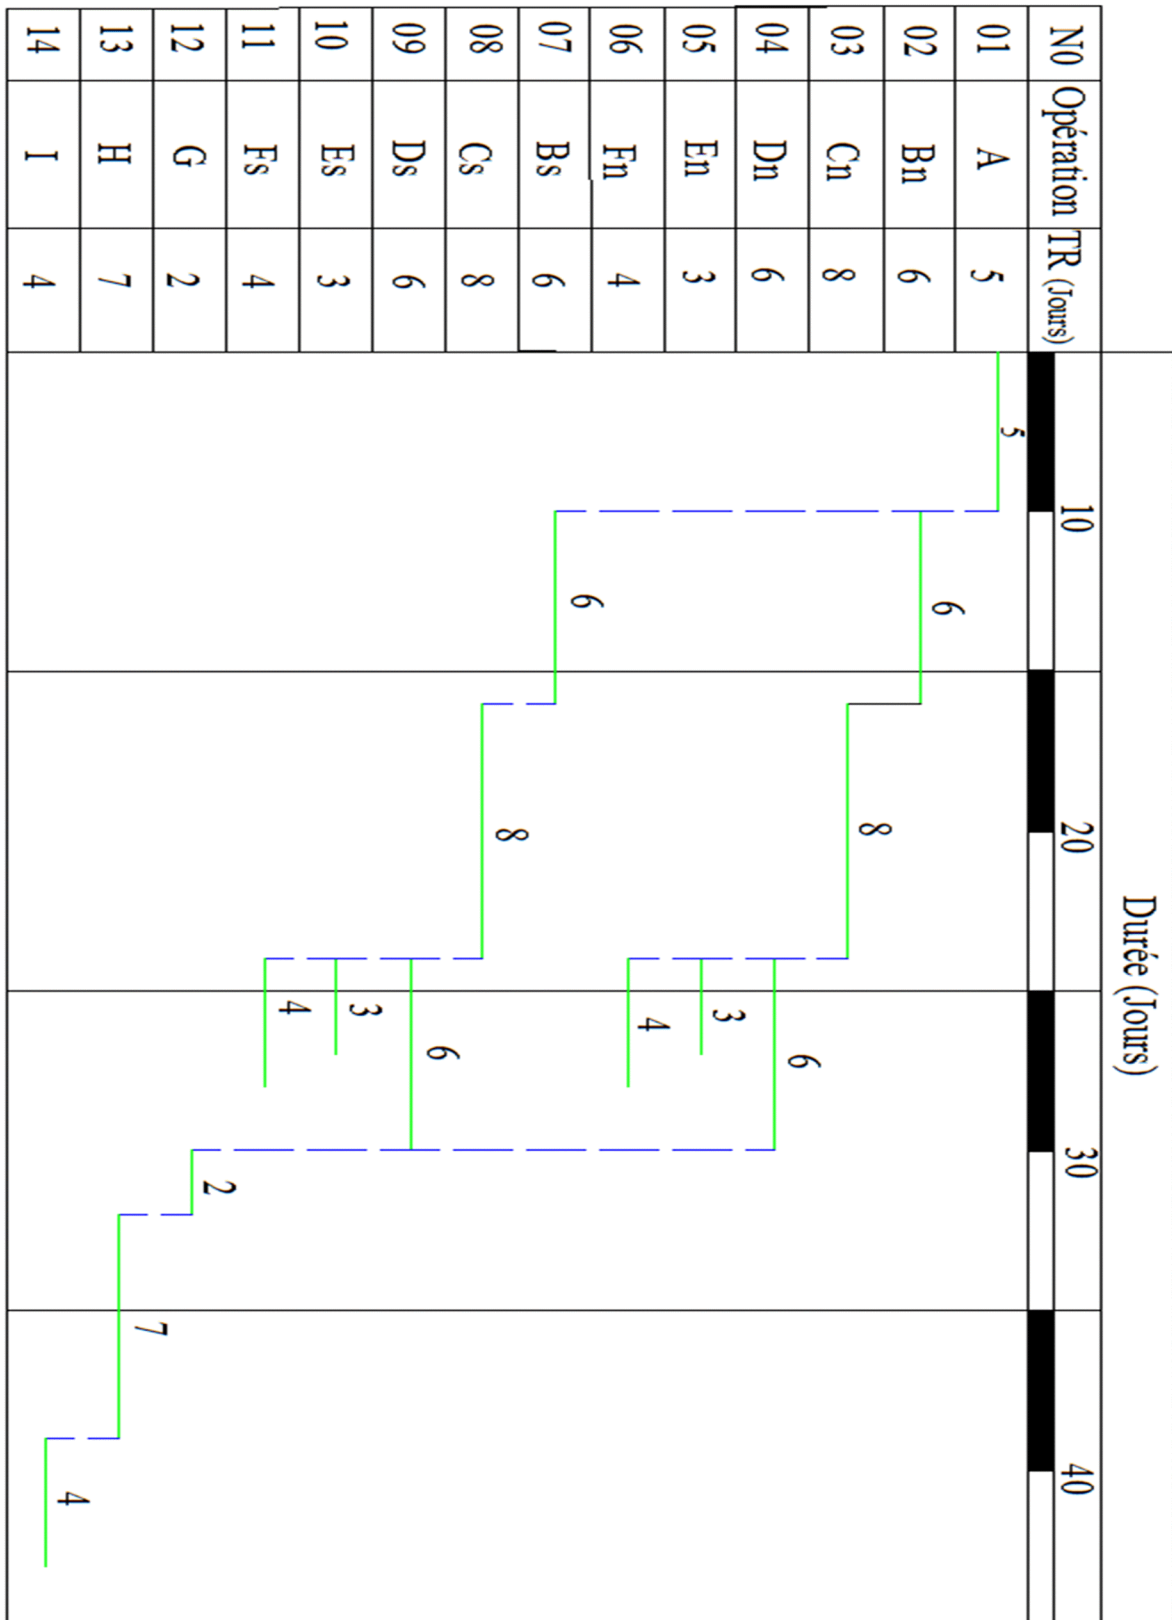 Durée (Jours)
N0 Opération TR (Jours) 10 20 30 40
01 A 5 5
02 Bn 6 6
03 Cn 8 8
04 Dn 6 6
05 En 3 3
06 Fn 4 4
07 Bs 6 6
08 Cs 8 8
09 Ds 6 6
10 Es 3 3
11 Fs 4 4
12 G 2 2
13 H 7 7
14 I 4 4